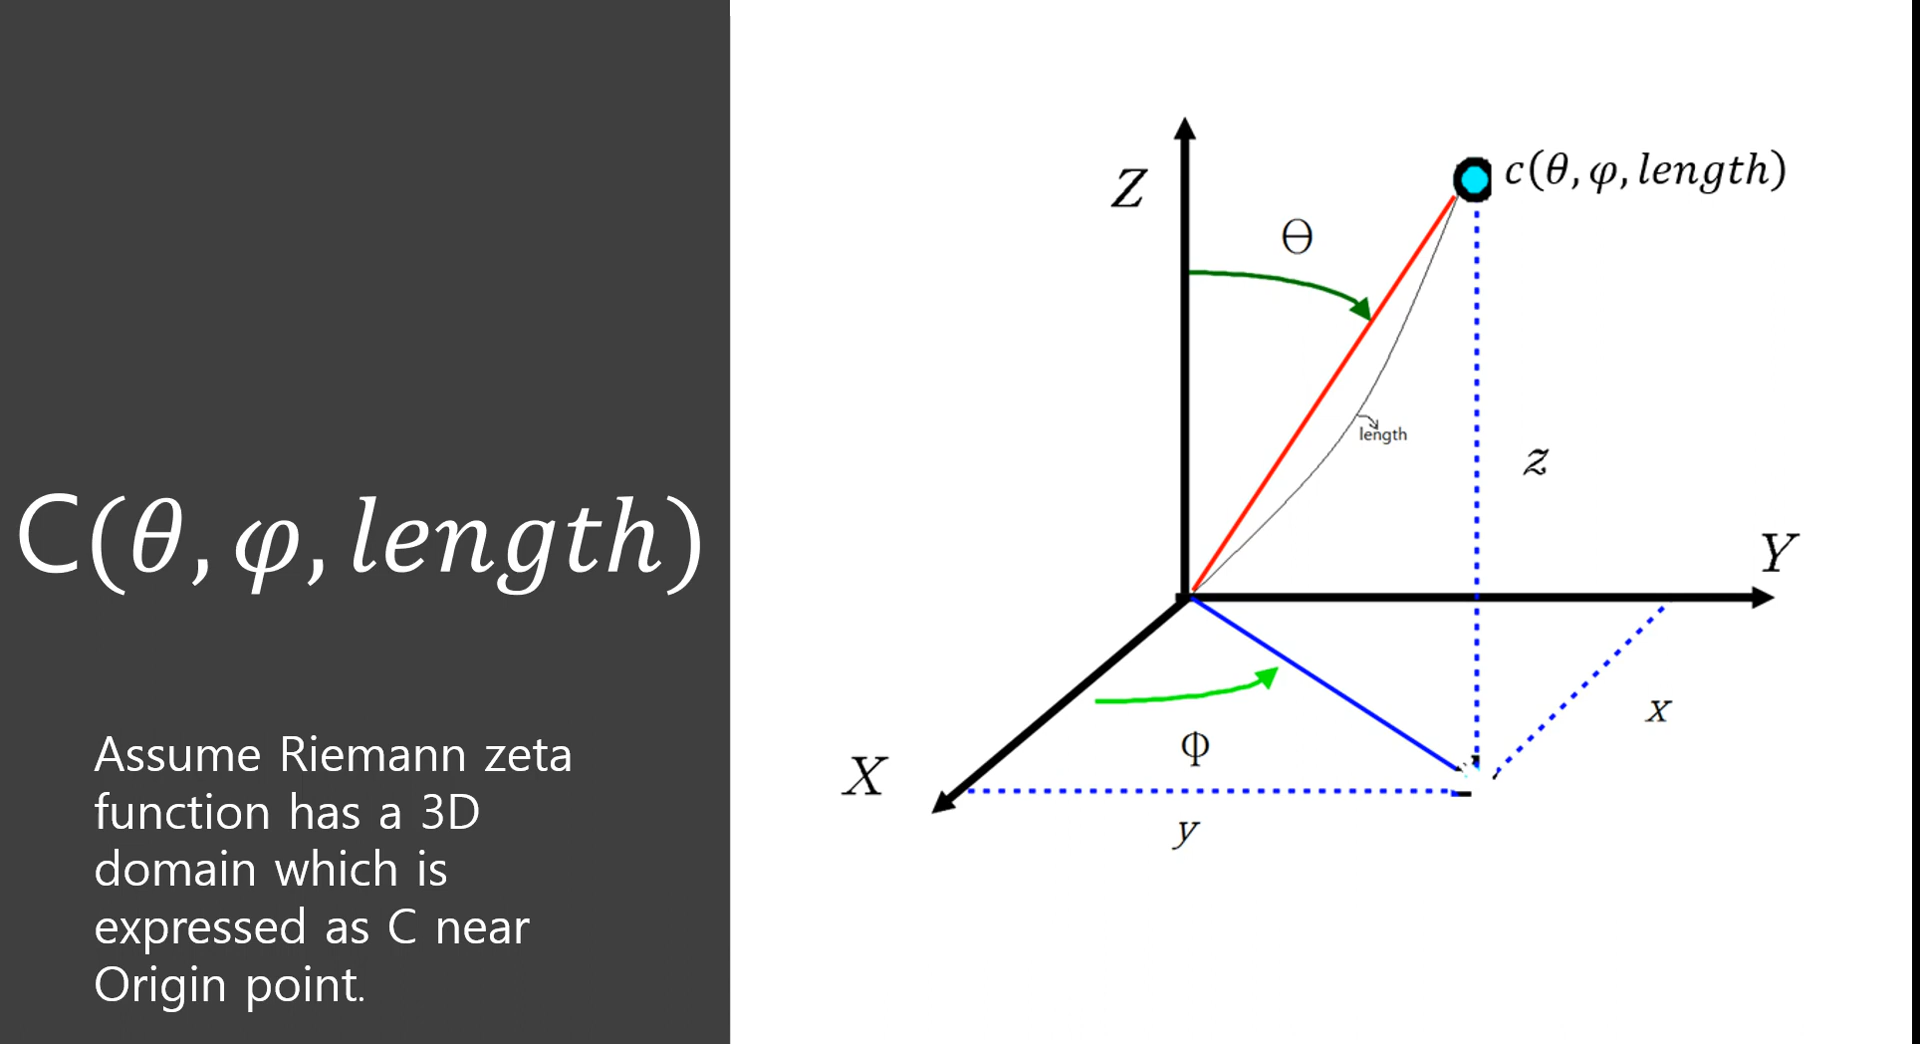 C(θ, φ, length)
Assume Riemann zeta
function has a 3D
domain which is
expressed as C near
Origin point.
Z
c(θ, φ, length)
Θ
length
z
Y
x
X
φ
y